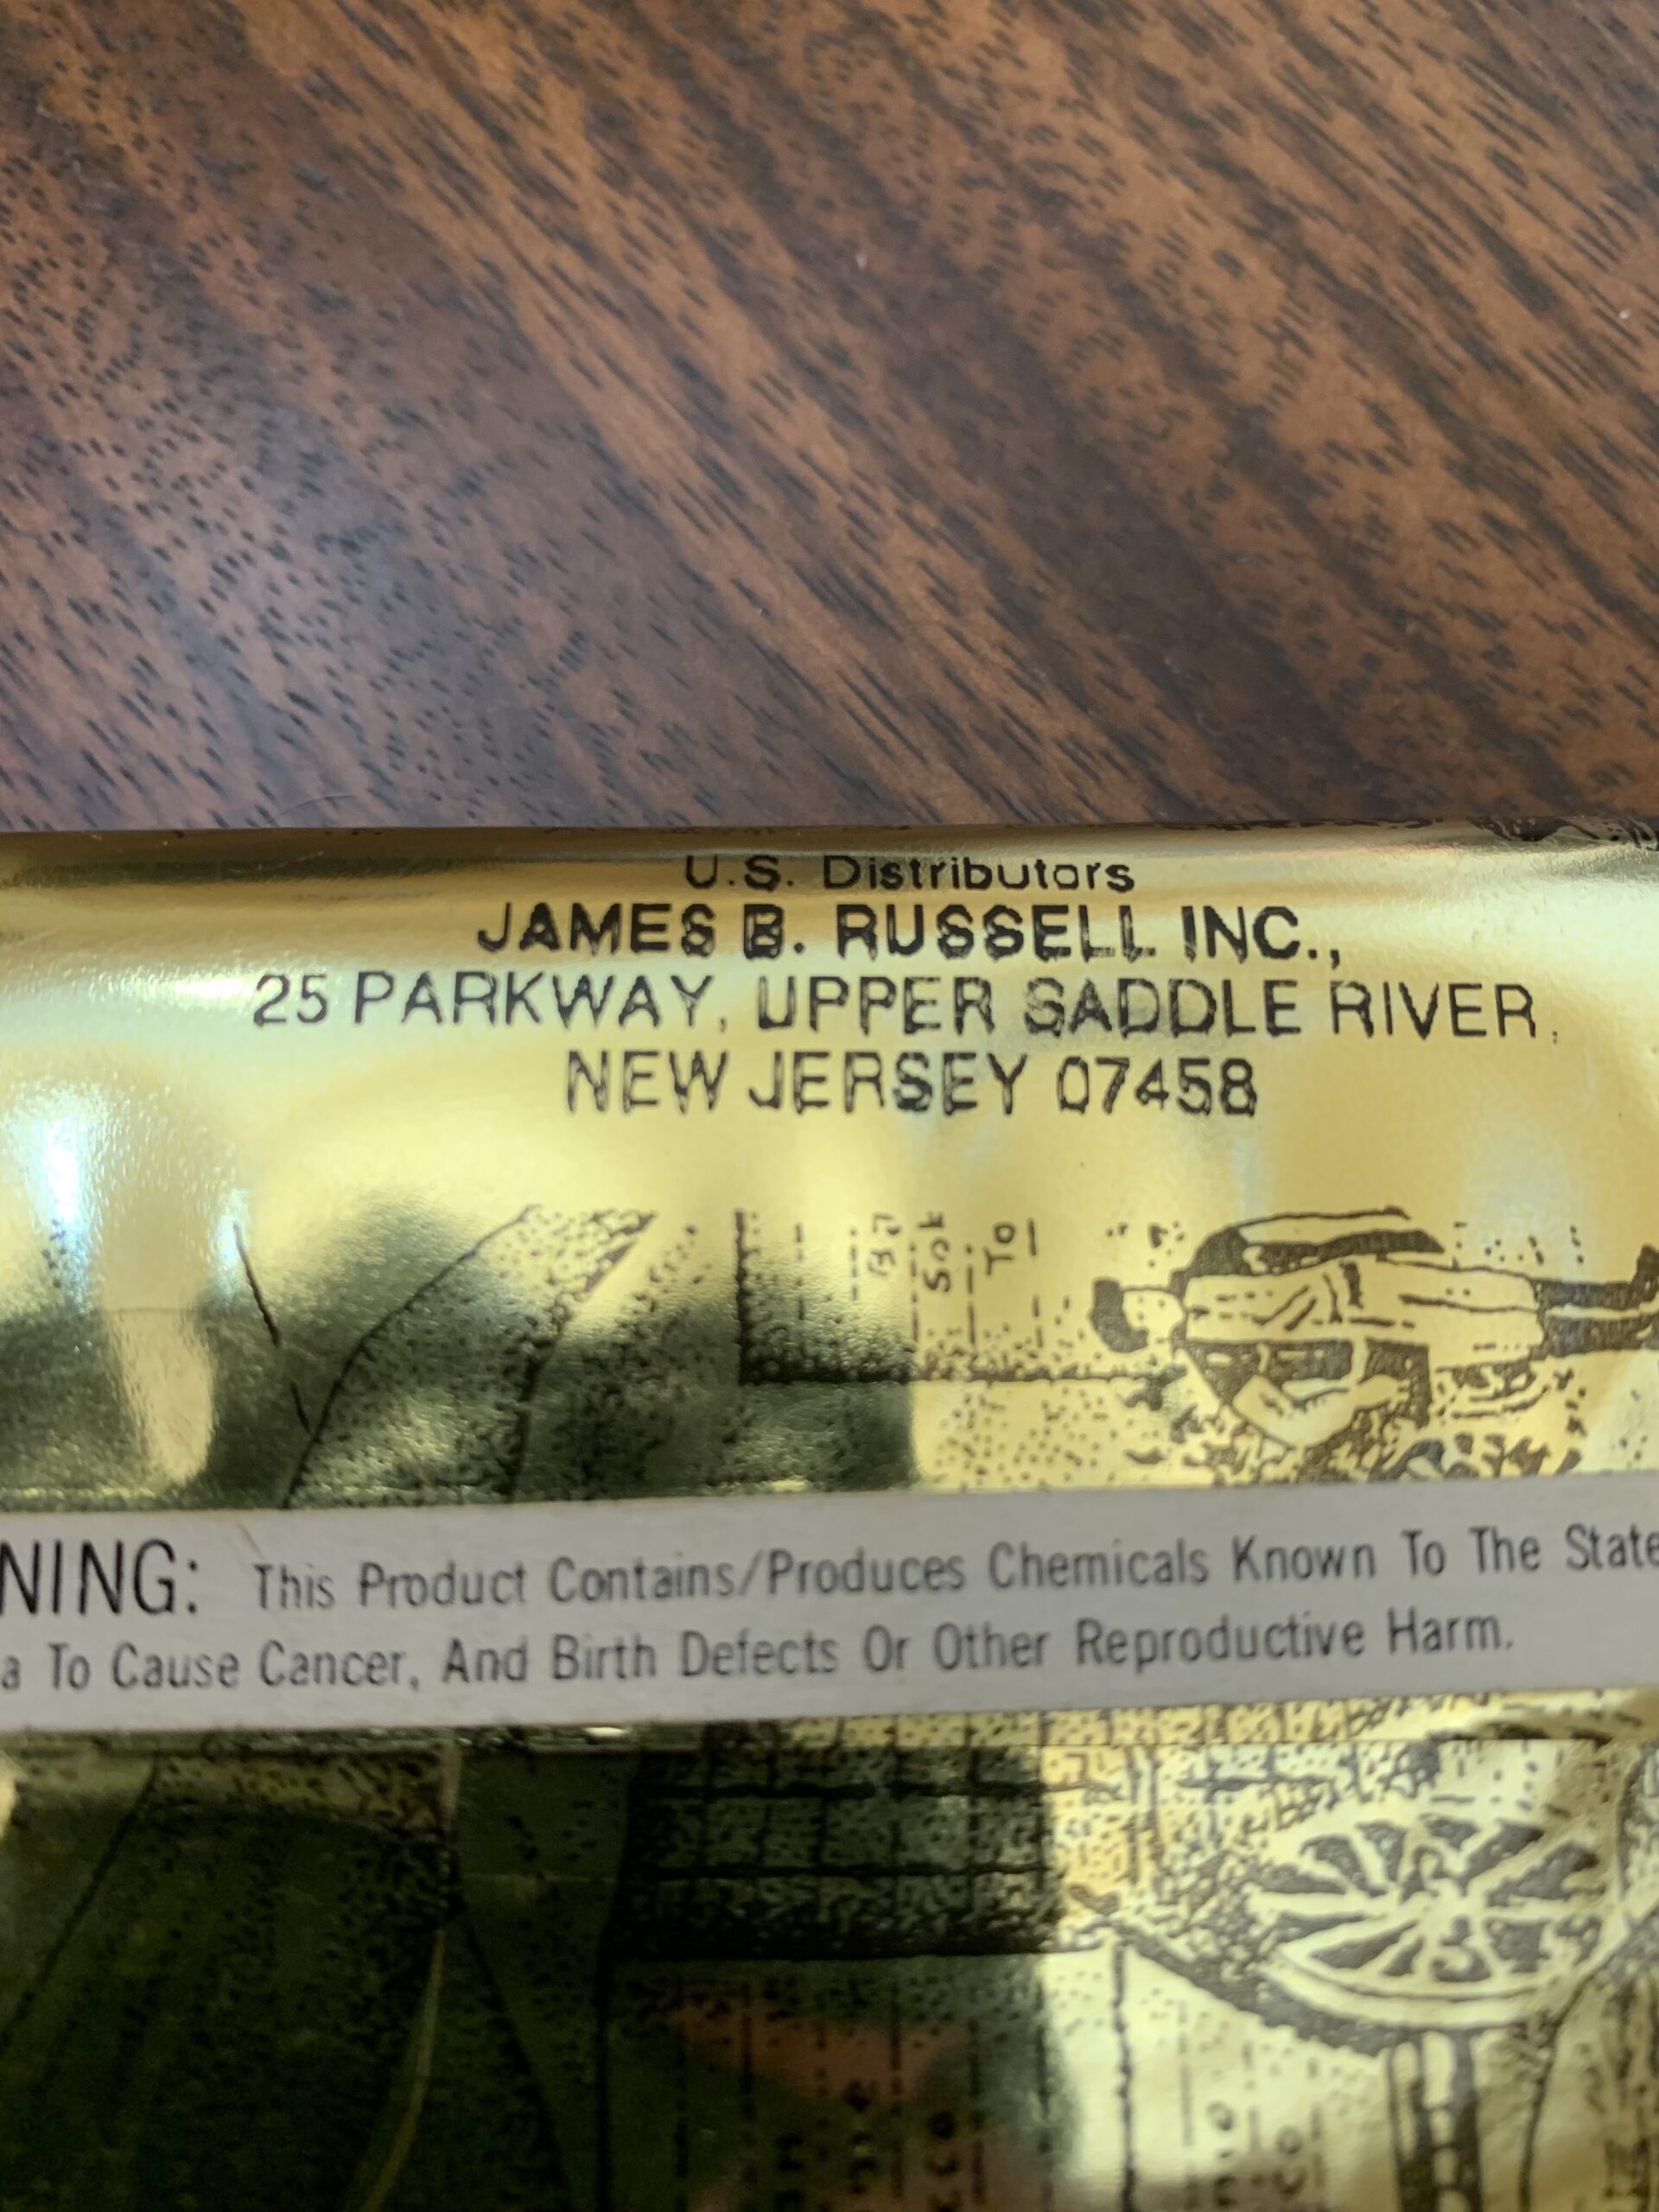 U.S. Distributors
JAMES B. RUSSELL INC.,
25 PARKWAY, UPPER SADDLE RIVER,
NEW JERSEY 07458
To
NING: This Product Contains/Produces Chemicals Known To The State
a To Cause Cancer, And Birth Defects Or Other Reproductive Harm.